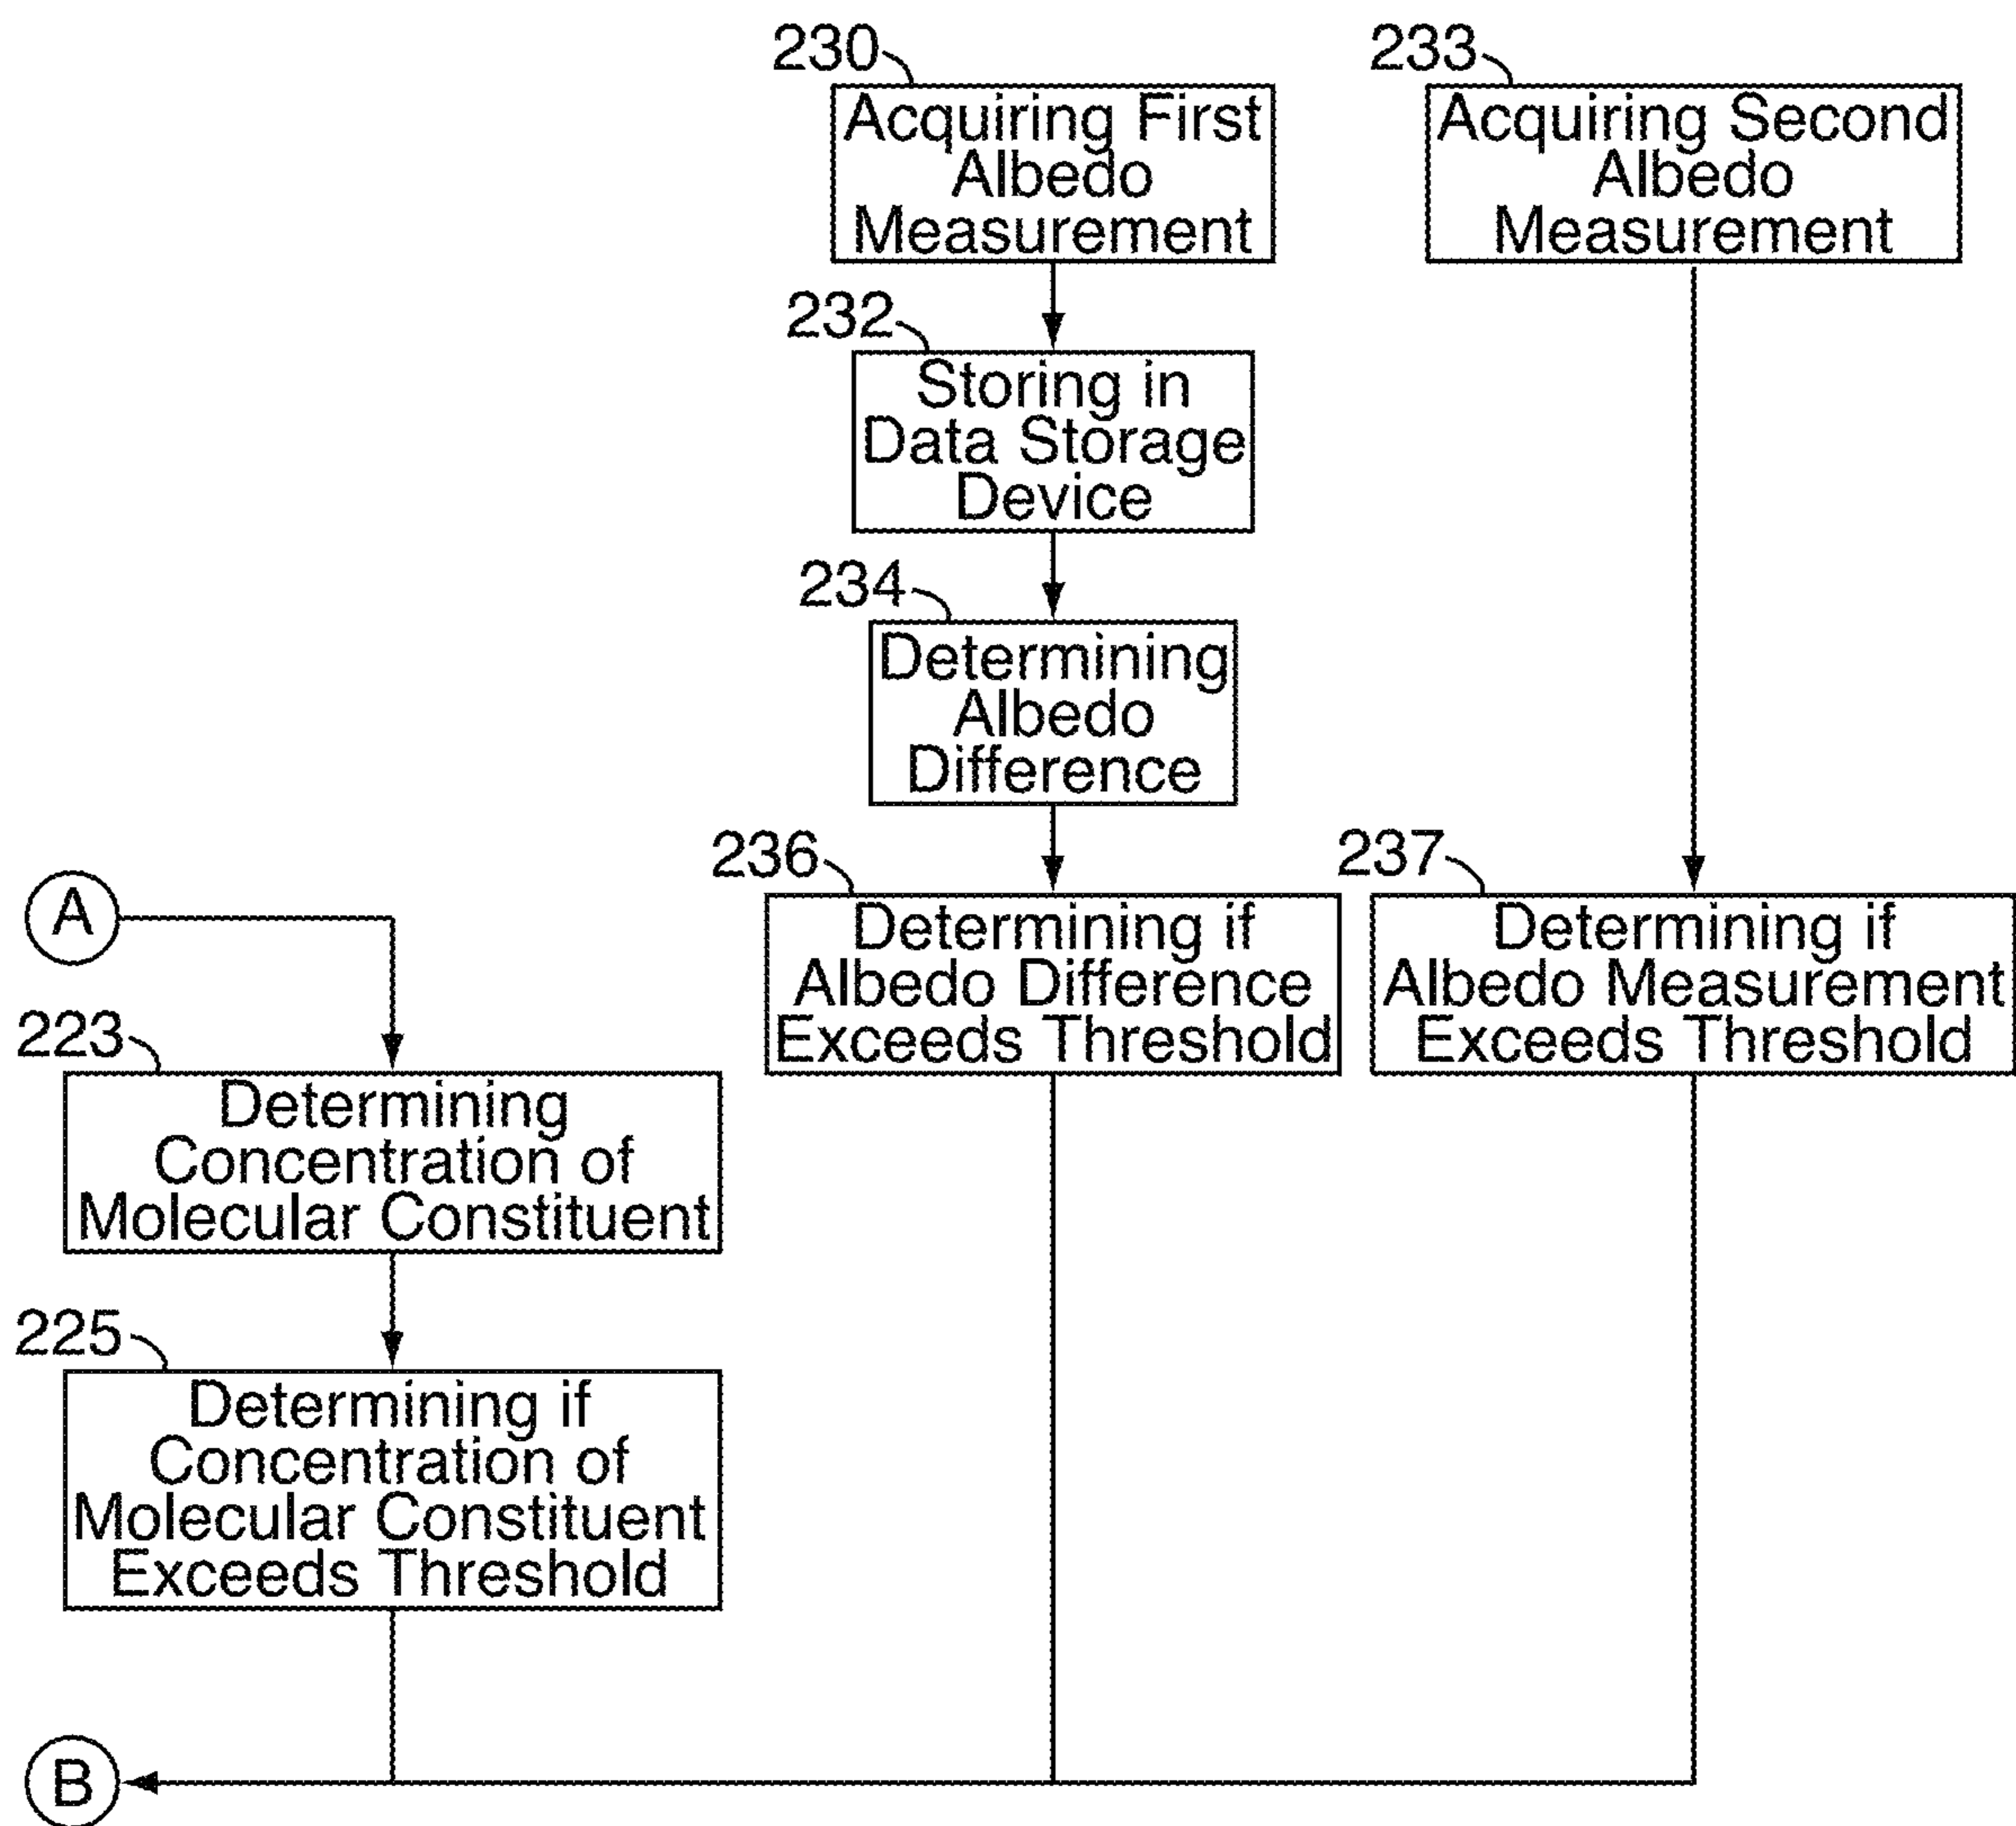 230
Acquiring First
Albedo
Measurement
233
Acquiring Second
Albedo
Measurement
232
Storing in
Data Storage
Device
234
Determining
Albedo
Difference
236
Determining if
Albedo Difference
Exceeds Threshold
237
Determining if
Albedo Measurement
Exceeds Threshold
A
223
Determining
Concentration of
Molecular Constituent
225
Determining if
Concentration of
Molecular Constituent
Exceeds Threshold
B